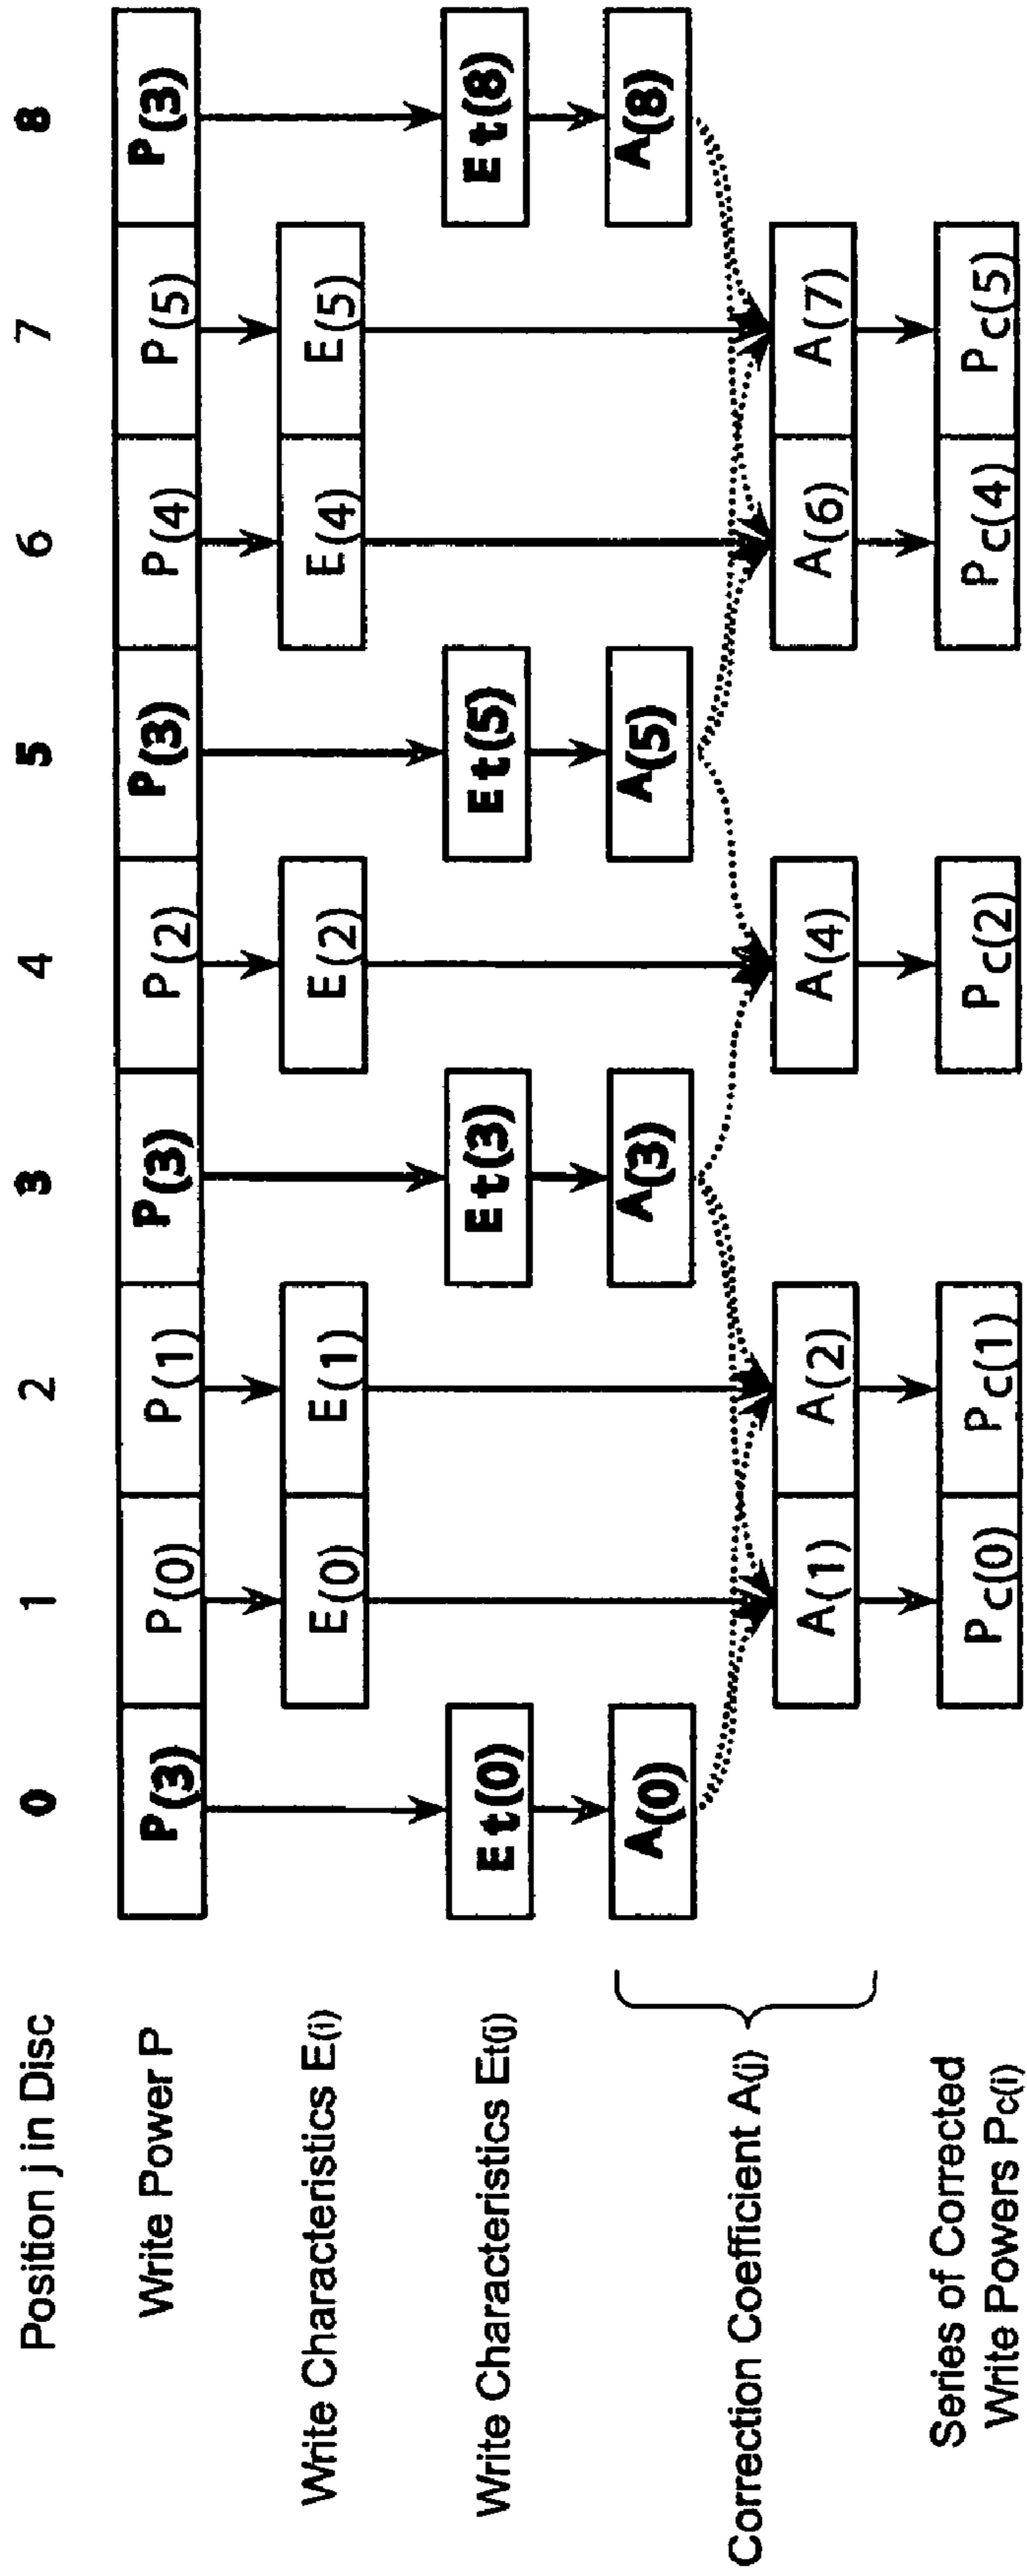 Position j in Disc 0 1 2 3 4 5 6 7 8
Write Power P P(3) P(0) P(1) P(3) P(2) P(3) P(4) P(5) P(3)
Write Characteristics E(i) E(0) E(1) E(2) E(4) E(5)
Write Characteristics Et(j) Et(0) Et(3) Et(5) Et(8)
A(0) A(3) A(5) A(8)
Correction Coefficient A(j)
A(1) A(2) A(4) A(6) A(7)
Series of Corrected
Write Powers Pc(i) Pc(0) Pc(1) Pc(2) Pc(4) Pc(5)